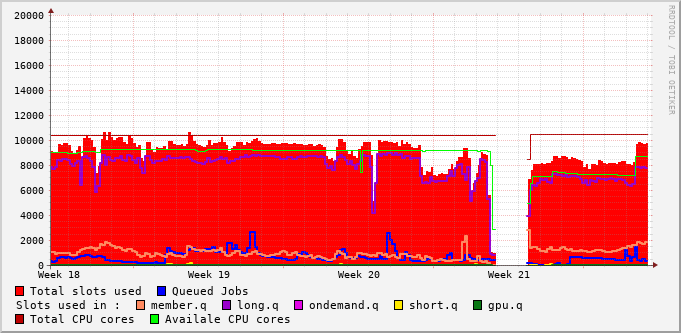 20000
18000
16000
14000
12000
10000
8000
6000
4000
2000
0
Week 18 Week 19 Week 20 Week 21
Total slots used Queued Jobs
Slots used in : member.q long.q ondemand.q short.q gpu.q
Total CPU cores Availale CPU cores
RRDTOOL / TOBI OETIKER